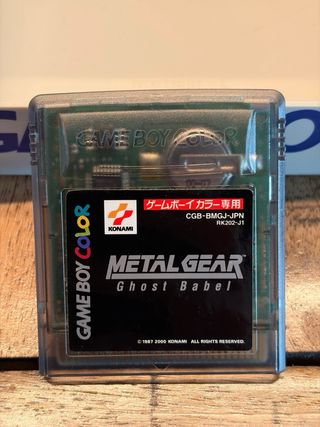 GAME BOY COLOR
ゲームボーイカラー専用
CGB-BMGJ-JPN
RK202-J1
KONAMI
GAME BOY COLOR
METAL GEAR
Ghost Babel
© 1987 2000 KONAMI ALL RIGHTS RESERVED.